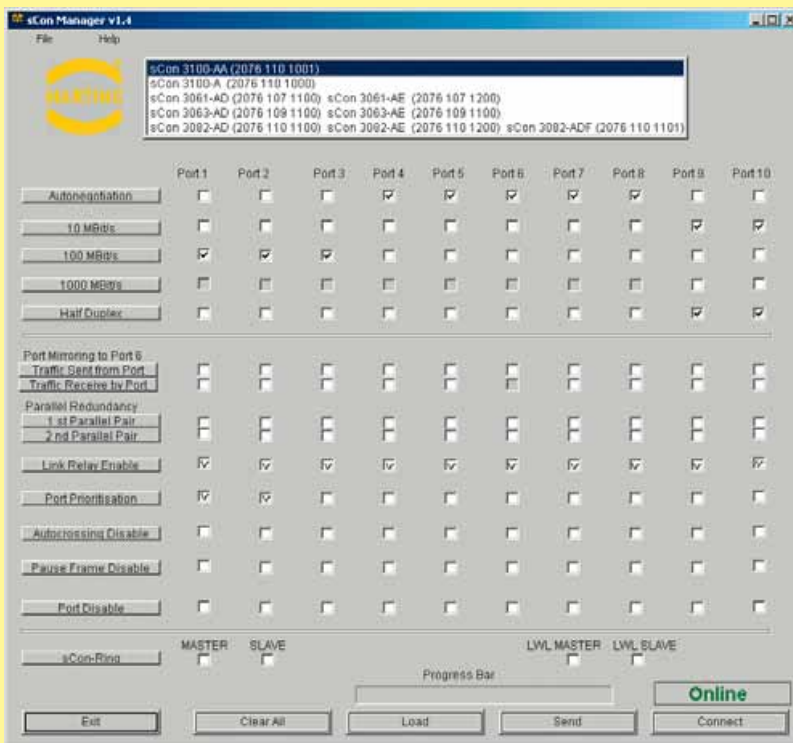 sCon Manager v1.4
File Help
HARTING
sCon 3100-AA (2076 110 1001)
sCon 3100-A (2076 110 1000)
sCon 3061-AD (2076 107 1100) sCon 3061-AE (2076 107 1200)
sCon 3063-AD (2076 109 1100) sCon 3063-AE (2076 109 1100)
sCon 3082-AD (2076 110 1100) sCon 3082-AE (2076 110 1200) sCon 3082-ADF (2076 110 1101)
Port 1 Port 2 Port 3 Port 4 Port 5 Port 6 Port 7 Port 8 Port 9 Port 10
Autonegotiation
10 MBit/s
100 MBit/s
1000 MBit/s
Half Duplex
Port Mirroring to Port 6
Traffic Sent from Port
Traffic Receive by Port
Parallel Redundancy
1 st Parallel Pair
2 nd Parallel Pair
Link Relay Enable
Port Prioritisation
Autocrossing Disable
Pause Frame Disable
Port Disable
MASTER SLAVE LWL MASTER LWL SLAVE
sCon-Ring
Progress Bar
Online
Exit Clear All Load Send Connect